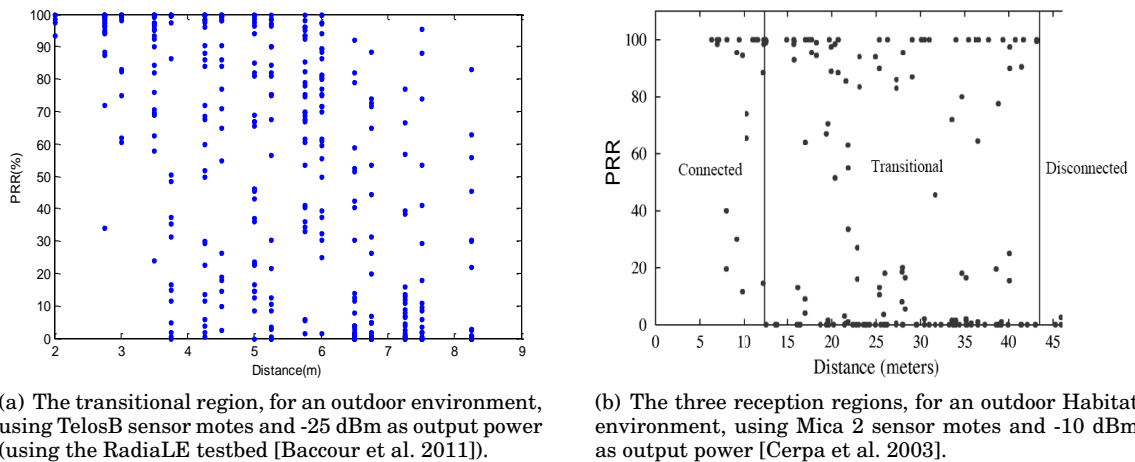 100
90
80
70
60
50
40
30
20
10
0
PRR(%)
2 3 4 5 6 7 8 9
Distance(m)
100
80
60
40
20
0
PRR
Connected Transitional Disconnected
0 5 10 15 20 25 30 35 40 45
Distance (meters)
(a) The transitional region, for an outdoor environment,
using TelosB sensor motes and -25 dBm as output power
(using the RadiaLE testbed [Baccour et al. 2011]).
(b) The three reception regions, for an outdoor Habitat
environment, using Mica 2 sensor motes and -10 dBm
as output power [Cerpa et al. 2003].